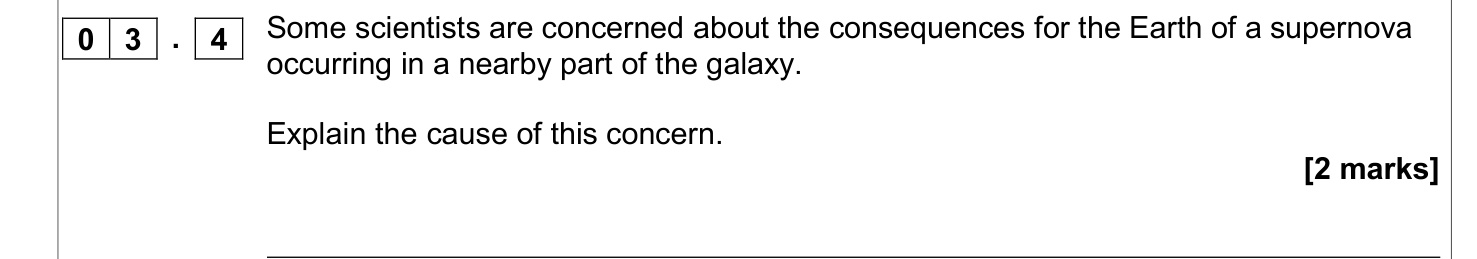 0 3 . 4 Some scientists are concerned about the consequences for the Earth of a supernova
occurring in a nearby part of the galaxy.
Explain the cause of this concern.
[2 marks]